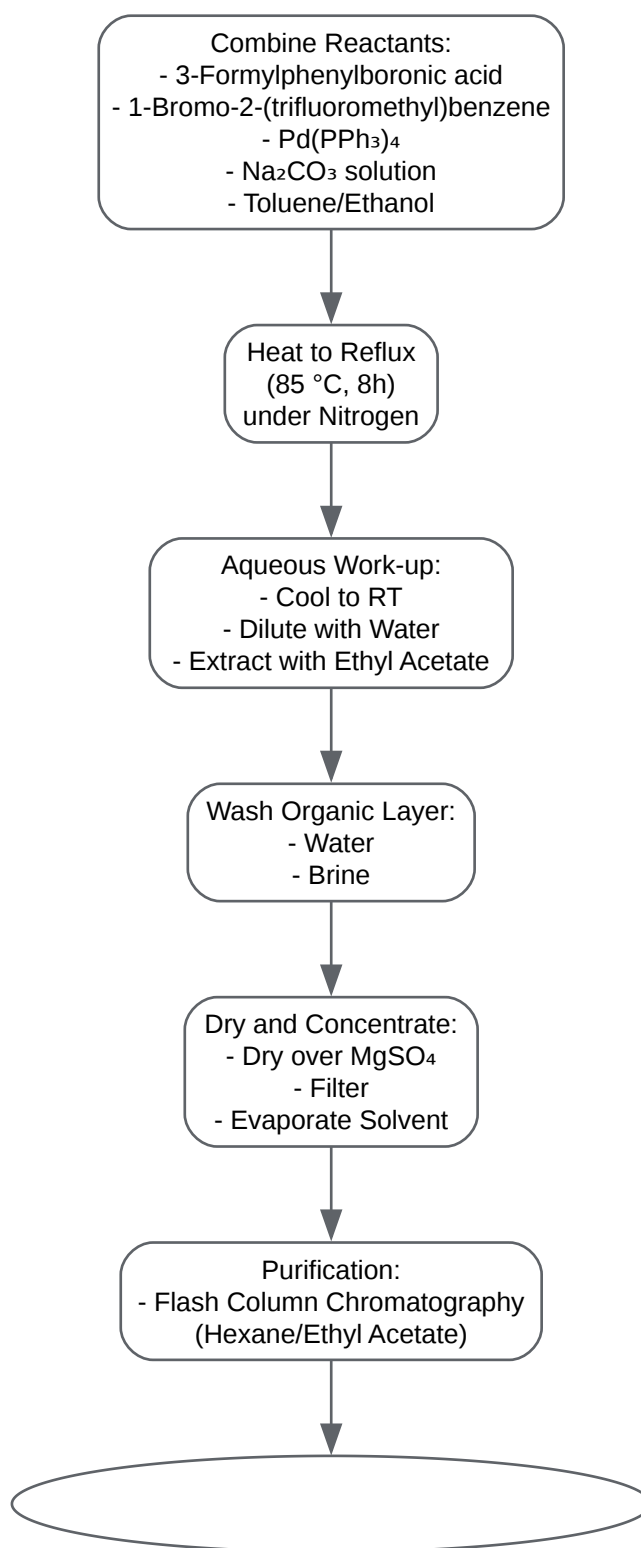 Combine Reactants:
- 3-Formylphenylboronic acid
- 1-Bromo-2-(trifluoromethyl)benzene
- Pd(PPh₃)₄
- Na₂CO₃ solution
- Toluene/Ethanol
Heat to Reflux
(85 °C, 8h)
under Nitrogen
Aqueous Work-up:
- Cool to RT
- Dilute with Water
- Extract with Ethyl Acetate
Wash Organic Layer:
- Water
- Brine
Dry and Concentrate:
- Dry over MgSO₄
- Filter
- Evaporate Solvent
Purification:
- Flash Column Chromatography
(Hexane/Ethyl Acetate)